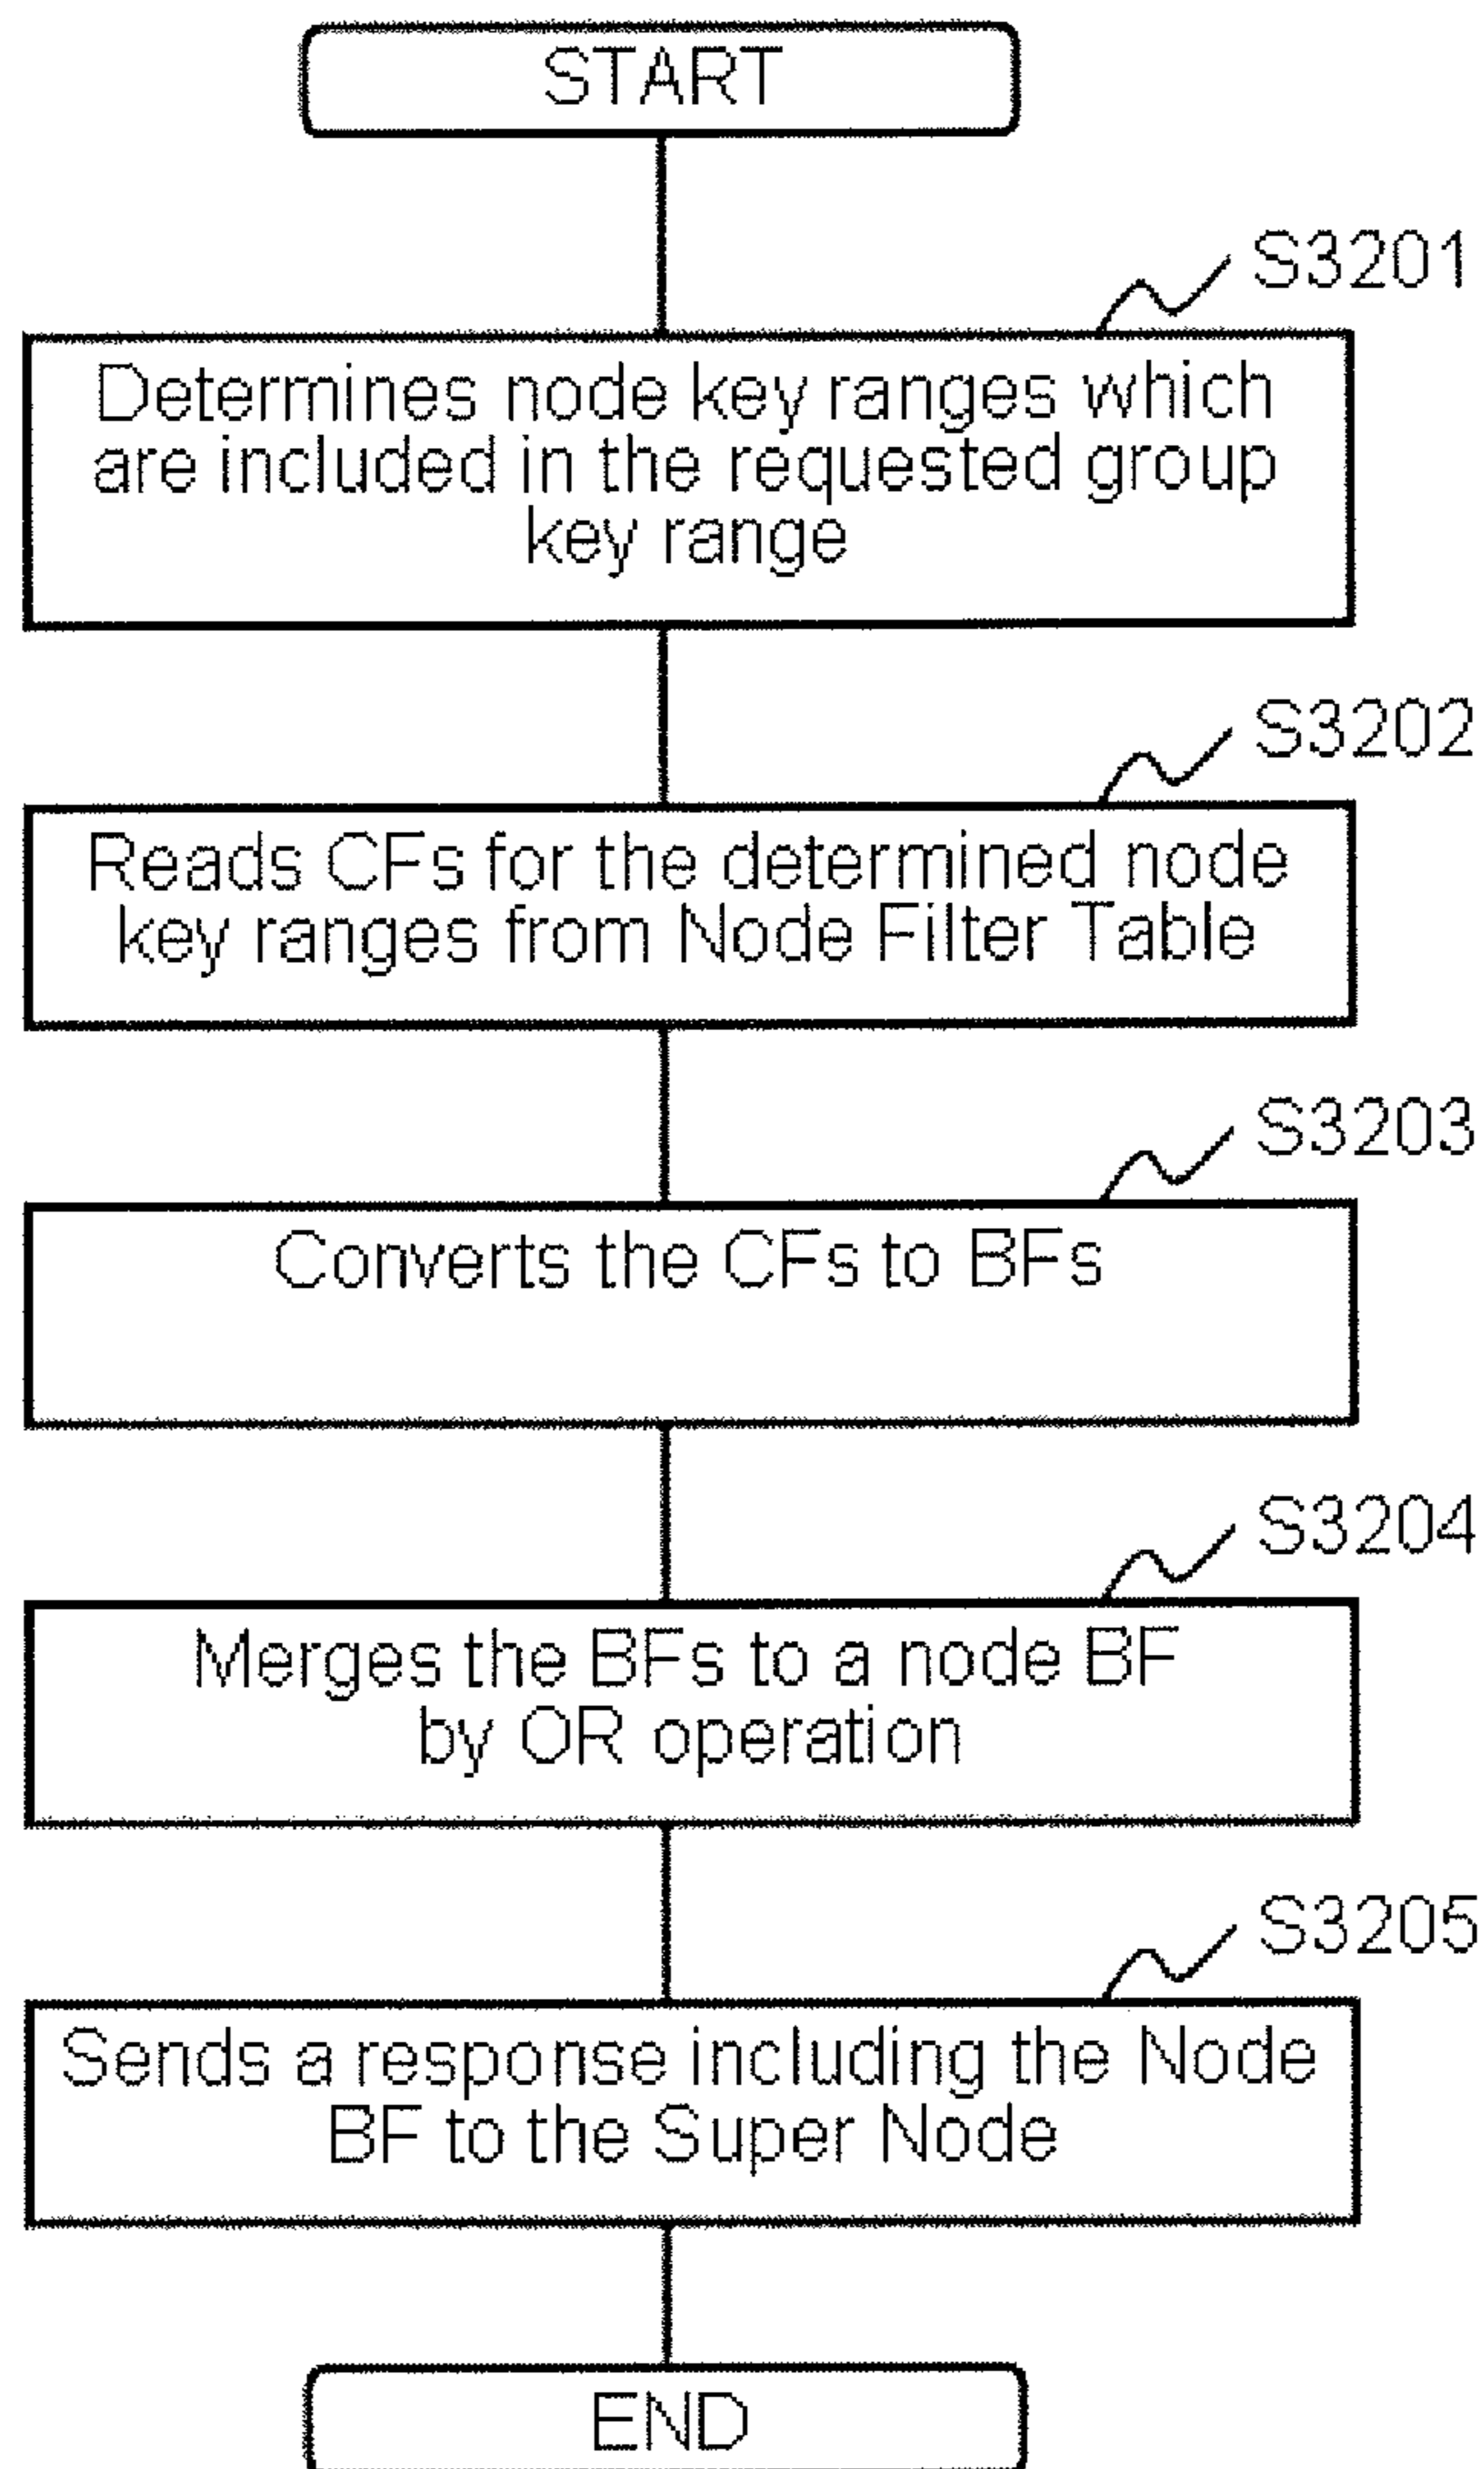 START
S3201
Determines node key ranges which
are included in the requested group
key range
S3202
Reads CFs for the determined node
key ranges from Node Filter Table
S3203
Converts the CFs to BFs
S3204
Merges the BFs to a node BF
by OR operation
S3205
Sends a response including the Node
BF to the Super Node
END